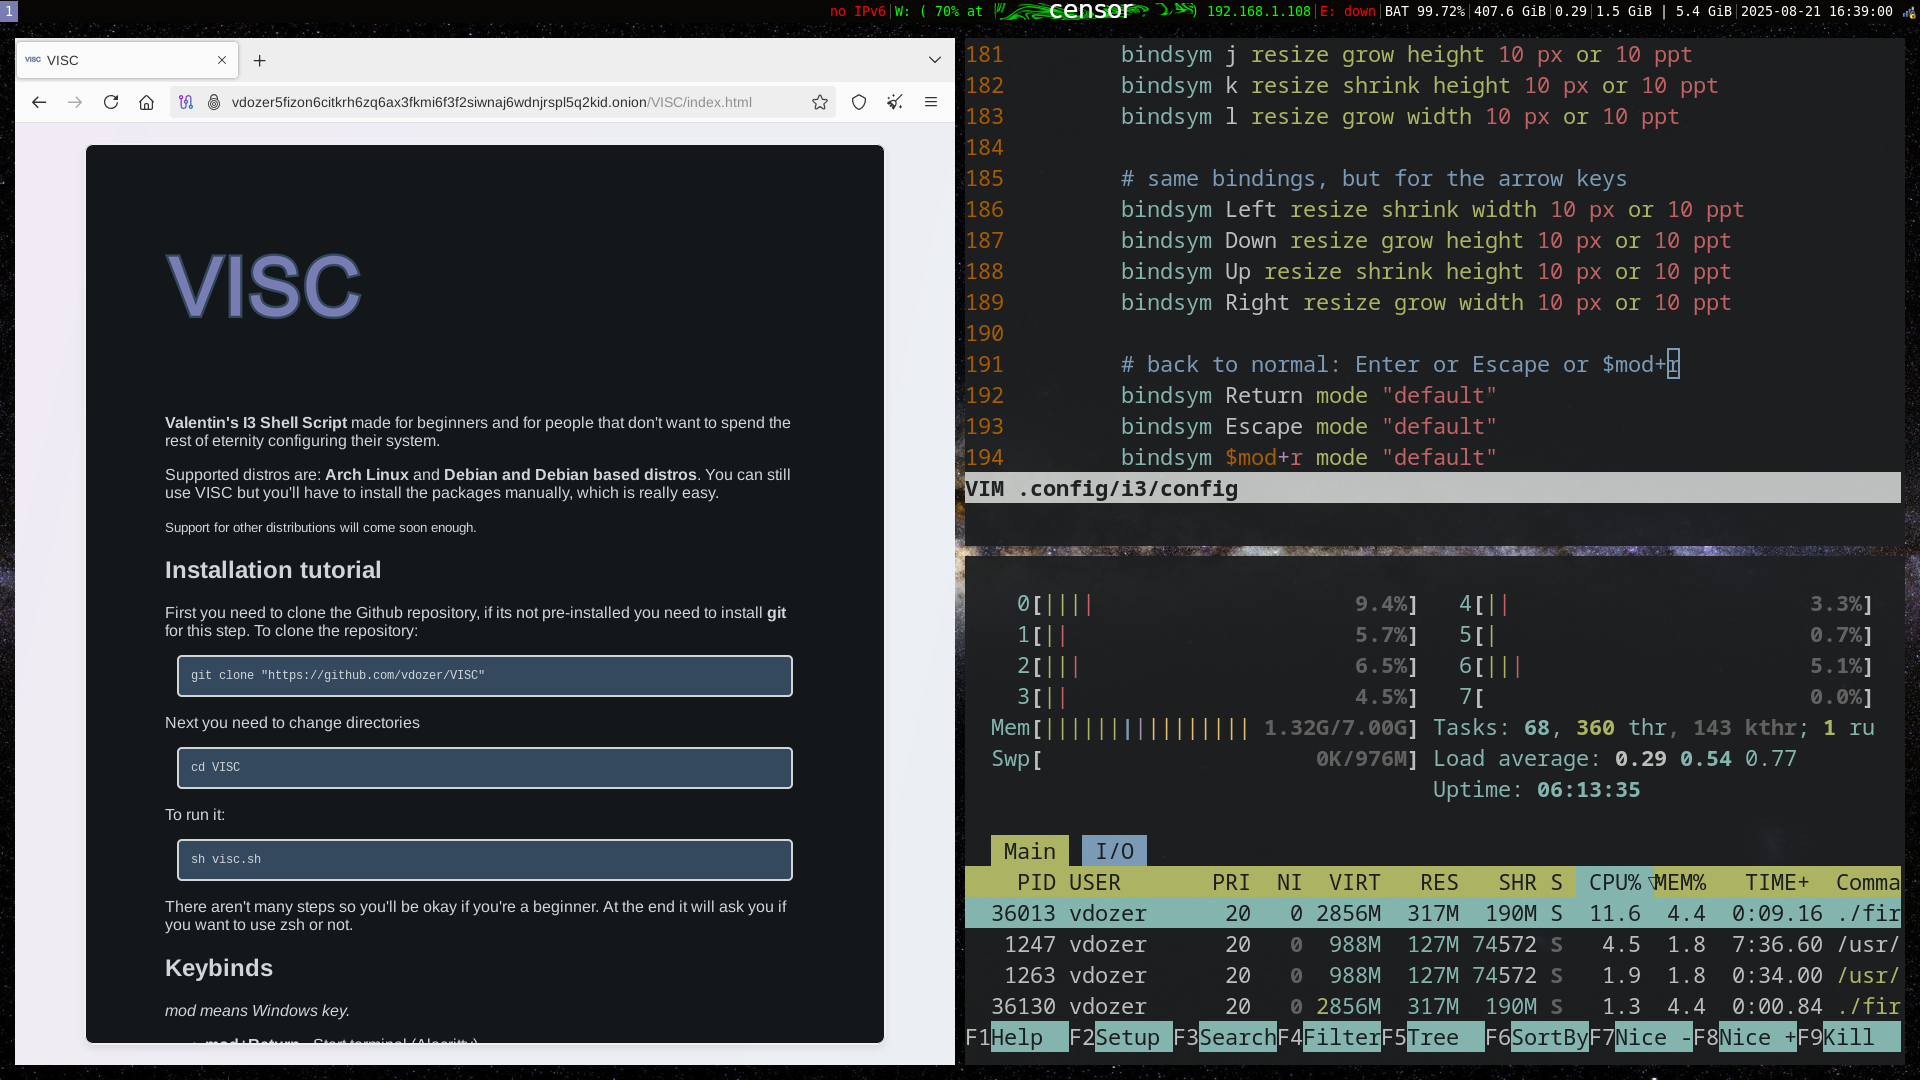 1
no IPv6|W: ( 70% at censor ) 192.168.1.108|E: down|BAT 99.72%|407.6 GiB|0.29|1.5 GiB | 5.4 GiB|2025-08-21 16:39:00
VISC VISC
vdozer5fizon6citkrh6zq6ax3fkmi6f3f2siwnaj6wdnjrspl5q2kid.onion/VISC/index.html
VISC
Valentin's I3 Shell Script made for beginners and for people that don't want to spend the
rest of eternity configuring their system.
Supported distros are: Arch Linux and Debian and Debian based distros. You can still
use VISC but you'll have to install the packages manually, which is really easy.
Support for other distributions will come soon enough.
Installation tutorial
First you need to clone the Github repository, if its not pre-installed you need to install git
for this step. To clone the repository:
git clone "https://github.com/vdozer/VISC"
Next you need to change directories
cd VISC
To run it:
sh visc.sh
There aren't many steps so you'll be okay if you're a beginner. At the end it will ask you if
you want to use zsh or not.
Keybinds
mod means Windows key.
mod+Return - Start terminal (Alacritty)
181 bindsym j resize grow height 10 px or 10 ppt
182 bindsym k resize shrink height 10 px or 10 ppt
183 bindsym l resize grow width 10 px or 10 ppt
184
185 # same bindings, but for the arrow keys
186 bindsym Left resize shrink width 10 px or 10 ppt
187 bindsym Down resize grow height 10 px or 10 ppt
188 bindsym Up resize shrink height 10 px or 10 ppt
189 bindsym Right resize grow width 10 px or 10 ppt
190
191 # back to normal: Enter or Escape or $mod+r
192 bindsym Return mode "default"
193 bindsym Escape mode "default"
194 bindsym $mod+r mode "default"
VIM .config/i3/config
0[|||| 9.4%] 4[|| 3.3%]
1[|| 5.7%] 5[| 0.7%]
2[||| 6.5%] 6[||| 5.1%]
3[|| 4.5%] 7[ 0.0%]
Mem[|||||||||||||||| 1.32G/7.00G] Tasks: 68, 360 thr, 143 kthr; 1 ru
Swp[ 0K/976M] Load average: 0.29 0.54 0.77
Uptime: 06:13:35
Main I/O
PID USER PRI NI VIRT RES SHR S CPU%▽MEM% TIME+ Comma
36013 vdozer 20 0 2856M 317M 190M S 11.6 4.4 0:09.16 ./fir
1247 vdozer 20 0 988M 127M 74572 S 4.5 1.8 7:36.60 /usr/
1263 vdozer 20 0 988M 127M 74572 S 1.9 1.8 0:34.00 /usr/
36130 vdozer 20 0 2856M 317M 190M S 1.3 4.4 0:00.84 ./fir
F1Help F2Setup F3SearchF4FilterF5Tree F6SortByF7Nice -F8Nice +F9Kill